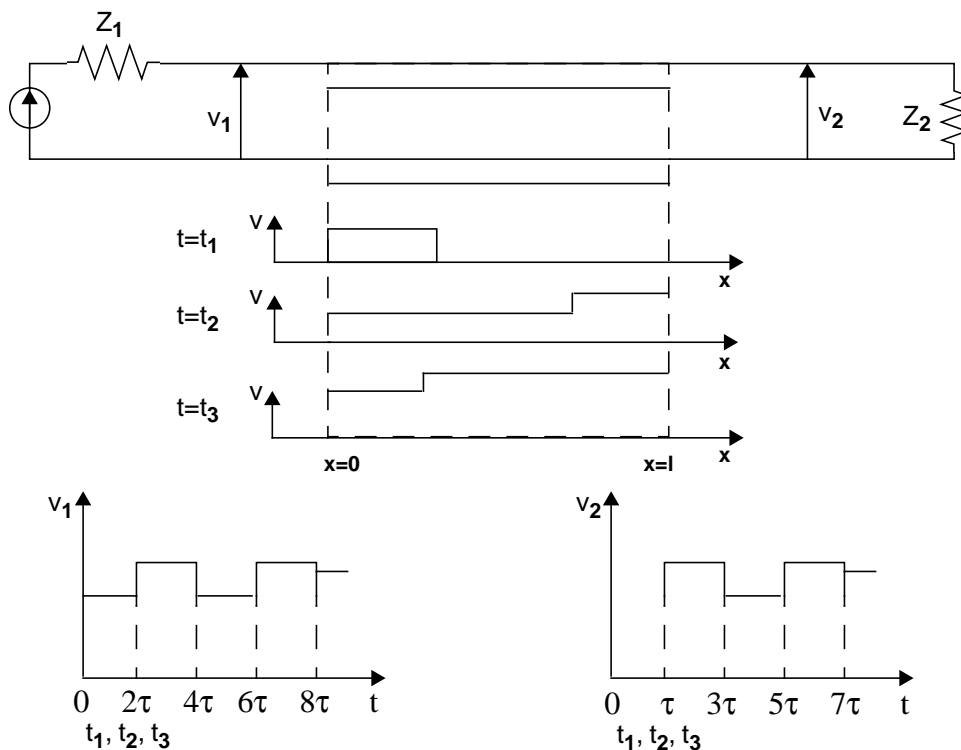 Z1
v1
v2
Z2
v
t=t1
x
v
t=t2
x
v
t=t3
x
x=0
x=l
v1
0
2τ
4τ
6τ
8τ
t
t1, t2, t3
v2
0
τ
3τ
5τ
7τ
t
t1, t2, t3